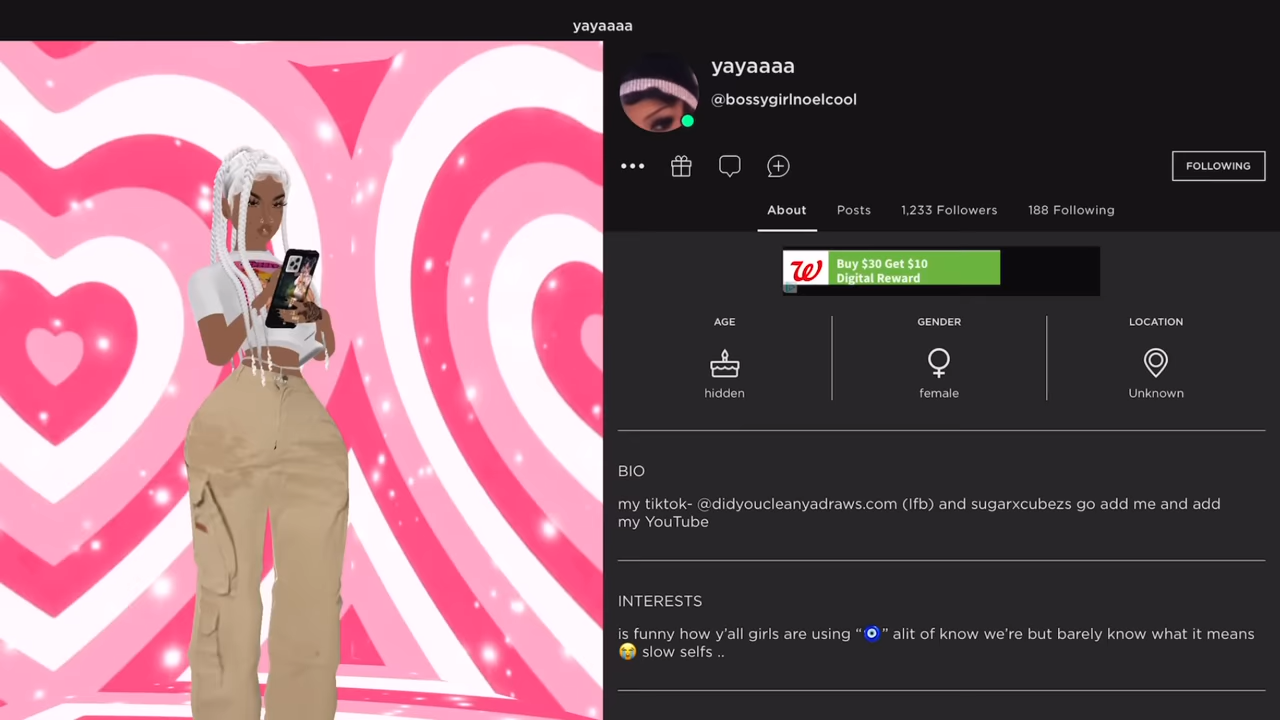 yayaaaa
yayaaaa
@bossygirlnoelcool
FOLLOWING
About Posts 1,233 Followers 188 Following
Buy $30 Get $10
Digital Reward
AGE GENDER LOCATION
hidden female Unknown
BIO
my tiktok- @didyoucleanyadraws.com (lfb) and sugarxcubezs go add me and add
my YouTube
INTERESTS
is funny how y'all girls are using “🧿” alit of know we're but barely know what it means
😭 slow selfs ..